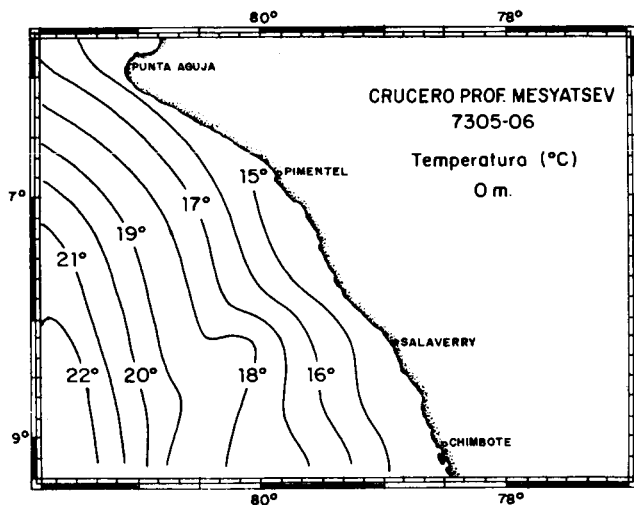 80°
78°
PUNTA AGUJA
CRUCERO PROF. MESYATSEV
7305-06
Temperatura (°C)
0 m.
PIMENTEL
15°
7°
17°
19°
21°
SALAVERRY
22°
20°
18°
16°
9°
CHIMBOTE
80°
78°